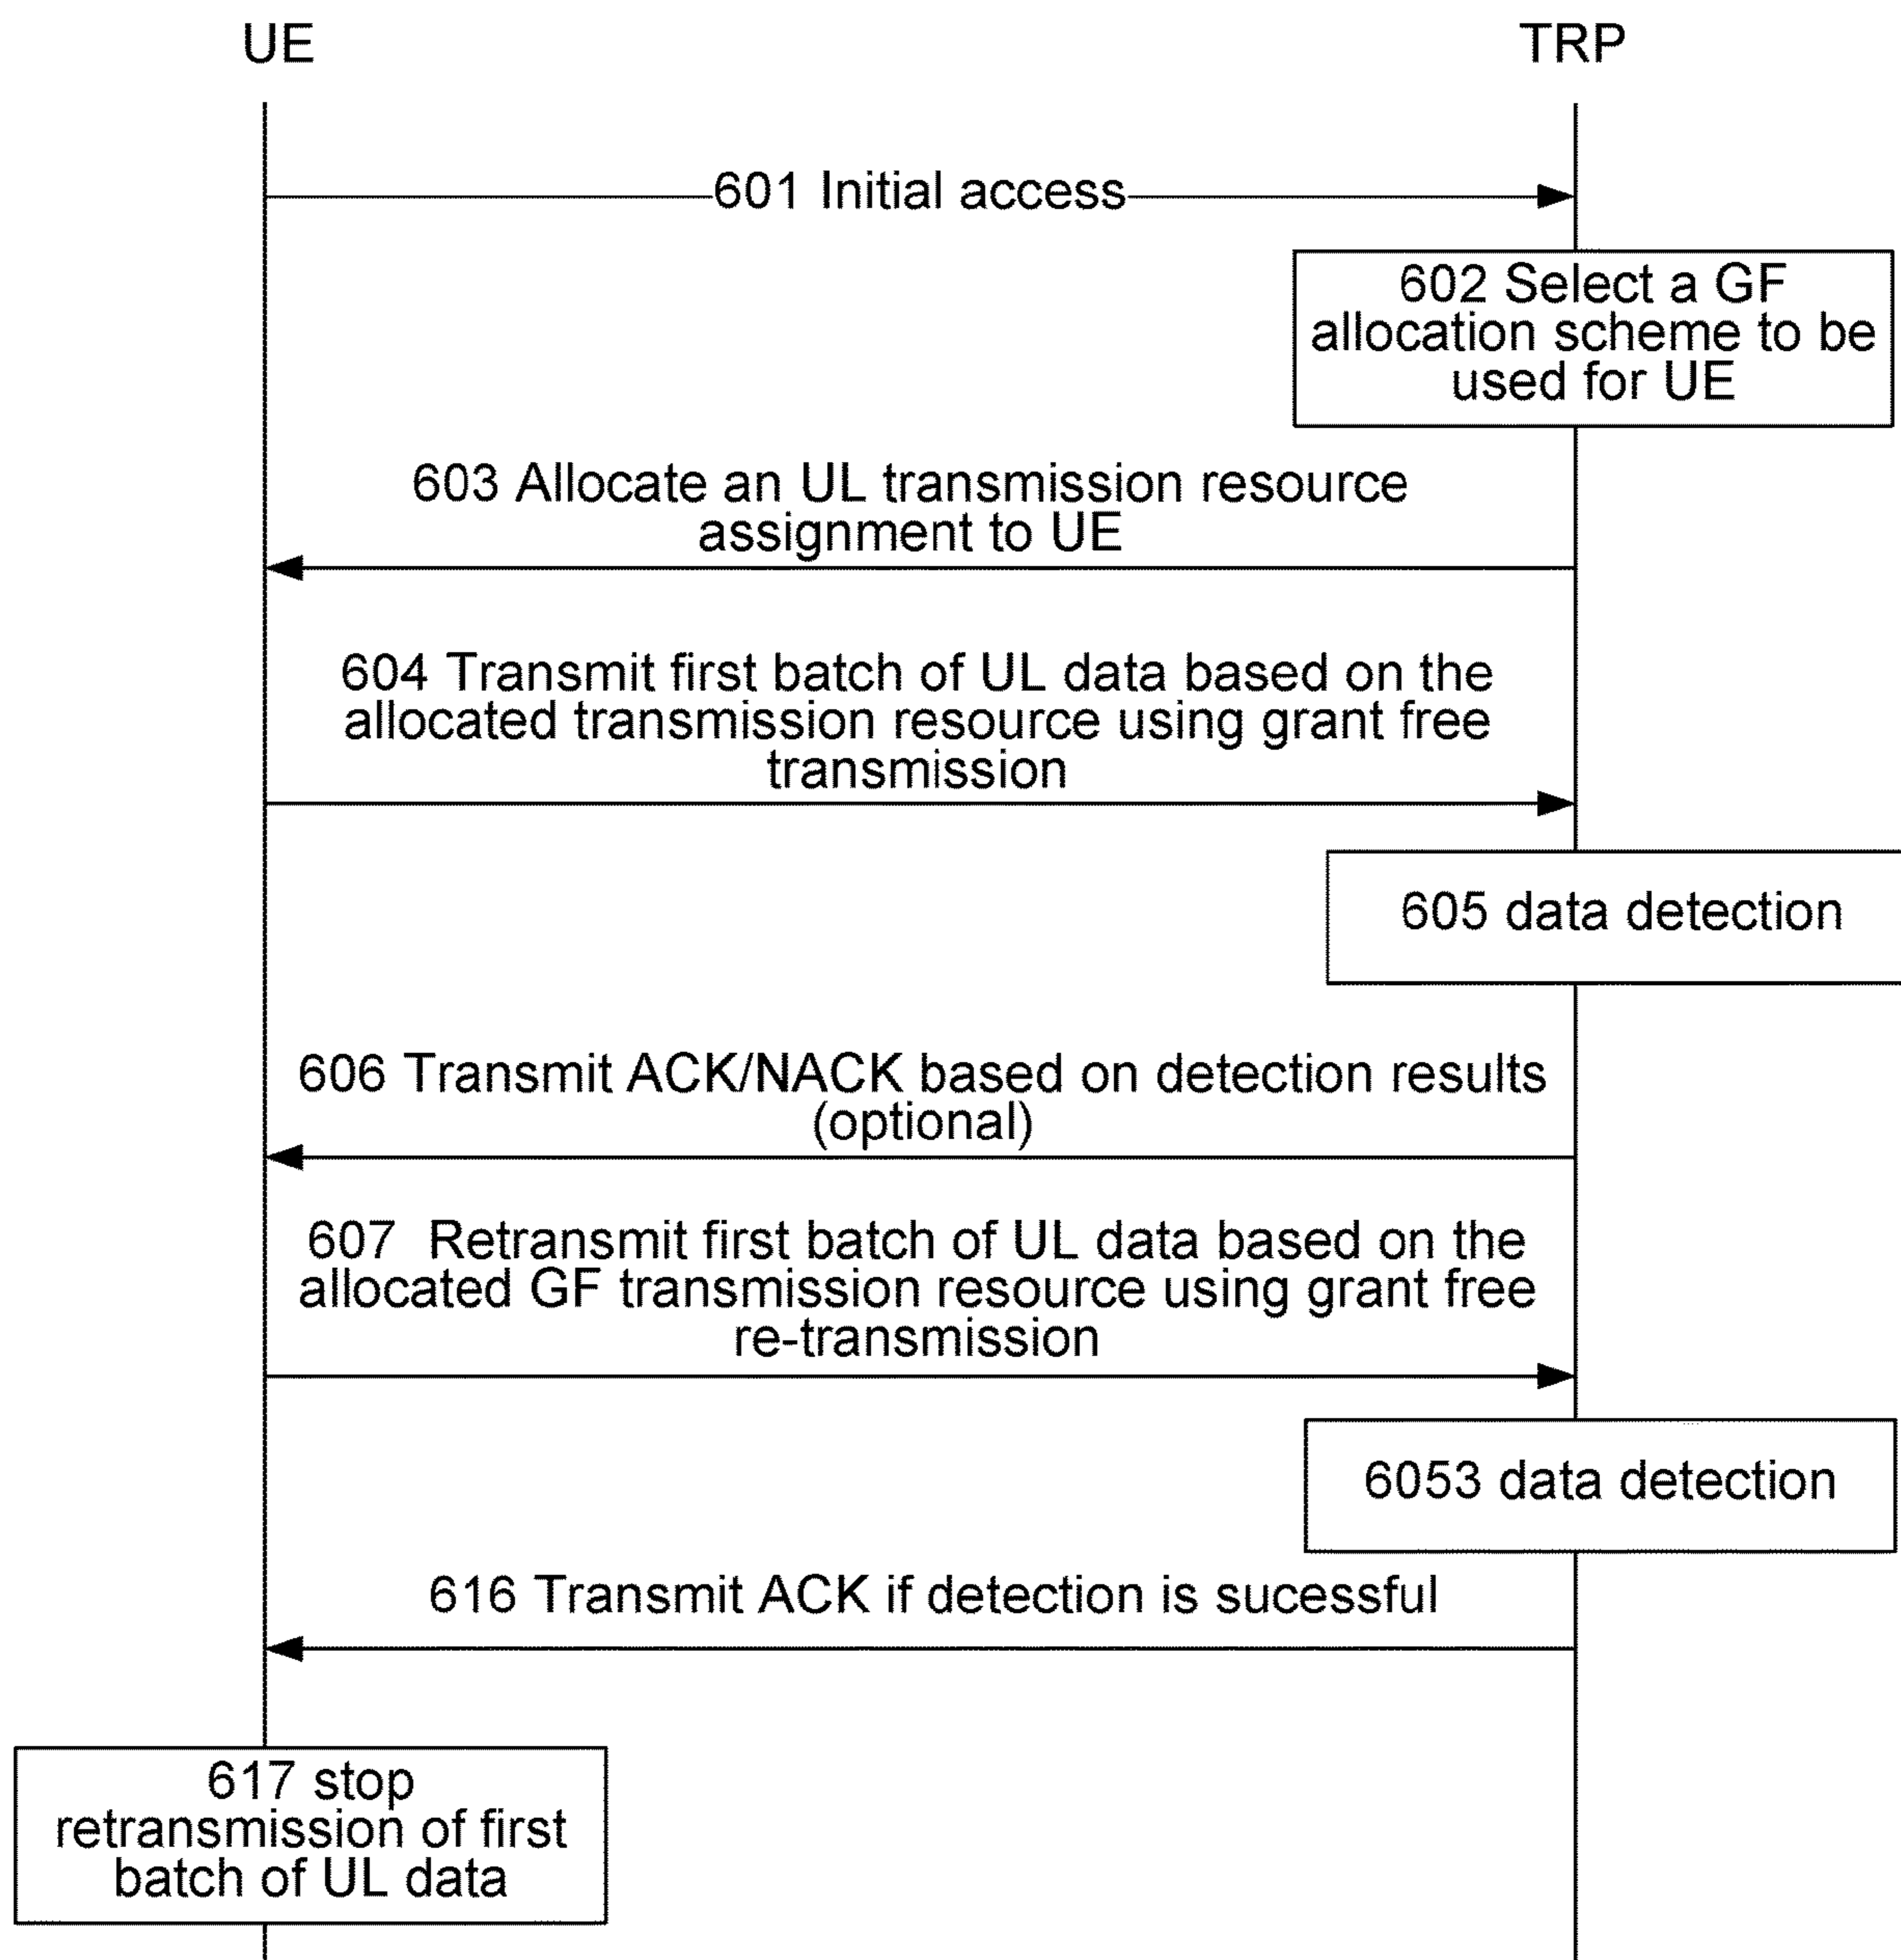 UE
TRP
601 Initial access
602 Select a GF
allocation scheme to be
used for UE
603 Allocate an UL transmission resource
assignment to UE
604 Transmit first batch of UL data based on the
allocated transmission resource using grant free
transmission
605 data detection
606 Transmit ACK/NACK based on detection results
(optional)
607 Retransmit first batch of UL data based on the
allocated GF transmission resource using grant free
re-transmission
6053 data detection
616 Transmit ACK if detection is sucessful
617 stop
retransmission of first
batch of UL data